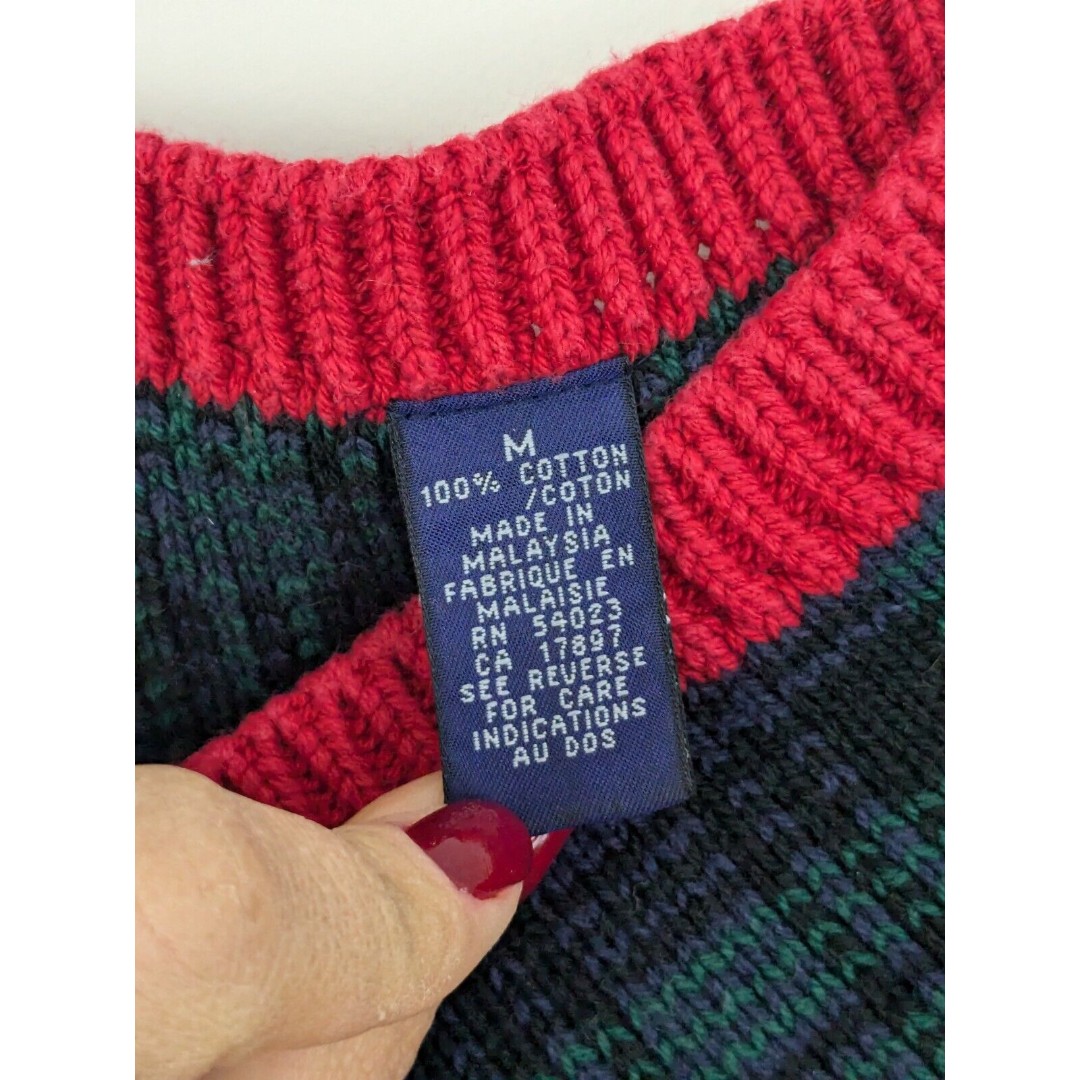 M
100% COTTON
/COTON
MADE IN
MALAYSIA
FABRIQUE EN
MALAISIE
RN 54023
CA 17897
SEE REVERSE
FOR CARE
INDICATIONS
AU DOS